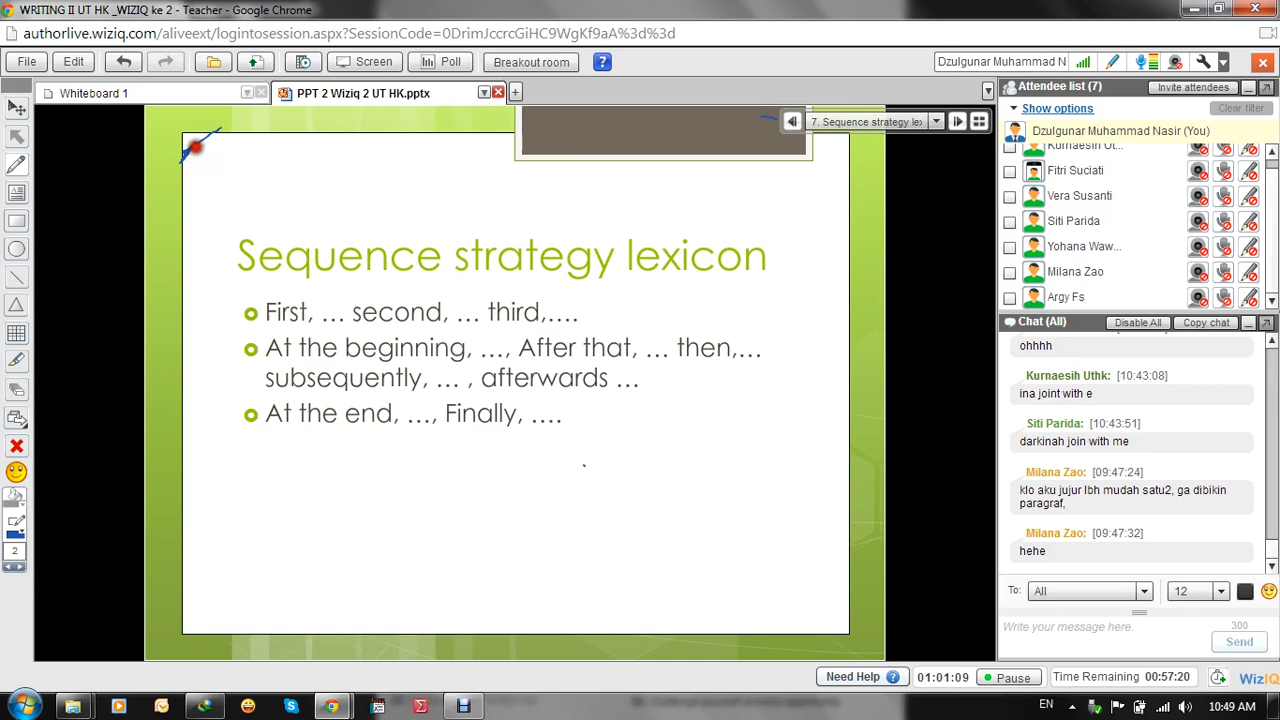 WRITING II UT HK _WIZIQ ke 2 - Teacher - Google Chrome
authorlive.wiziq.com/aliveext/logintosession.aspx?SessionCode=0DrimJccrcGiHC9WgKf9aA%3d%3d
File Edit Screen Poll Breakout room ? Dzulgunar Muhammad N
Whiteboard 1 PPT 2 Wiziq 2 UT HK.pptx
7. Sequence strategy le
Sequence strategy lexicon
First, … second, … third,….
At the beginning, …, After that, … then,…
subsequently, … , afterwards …
At the end, …, Finally, ….
2
Attendee list (7) Invite attendees
Show options Clear filter
Dzulgunar Muhammad Nasir (You)
Kurnaesih Ut...
Fitri Suciati
Vera Susanti
Siti Parida
Yohana Waw...
Milana Zao
Argy Fs
Chat (All) Disable All Copy chat
ohhhh
Kurnaesih Uthk: [10:43:08]
ina joint with e
Siti Parida: [10:43:51]
darkinah join with me
Milana Zao: [09:47:24]
klo aku jujur lbh mudah satu2, ga dibikin
paragraf,
Milana Zao: [09:47:32]
hehe
To: All 12
Write your message here. 300
Send
Need Help ? 01:01:09 Pause Time Remaining 00:57:20 WizIQ
EN 10:49 AM